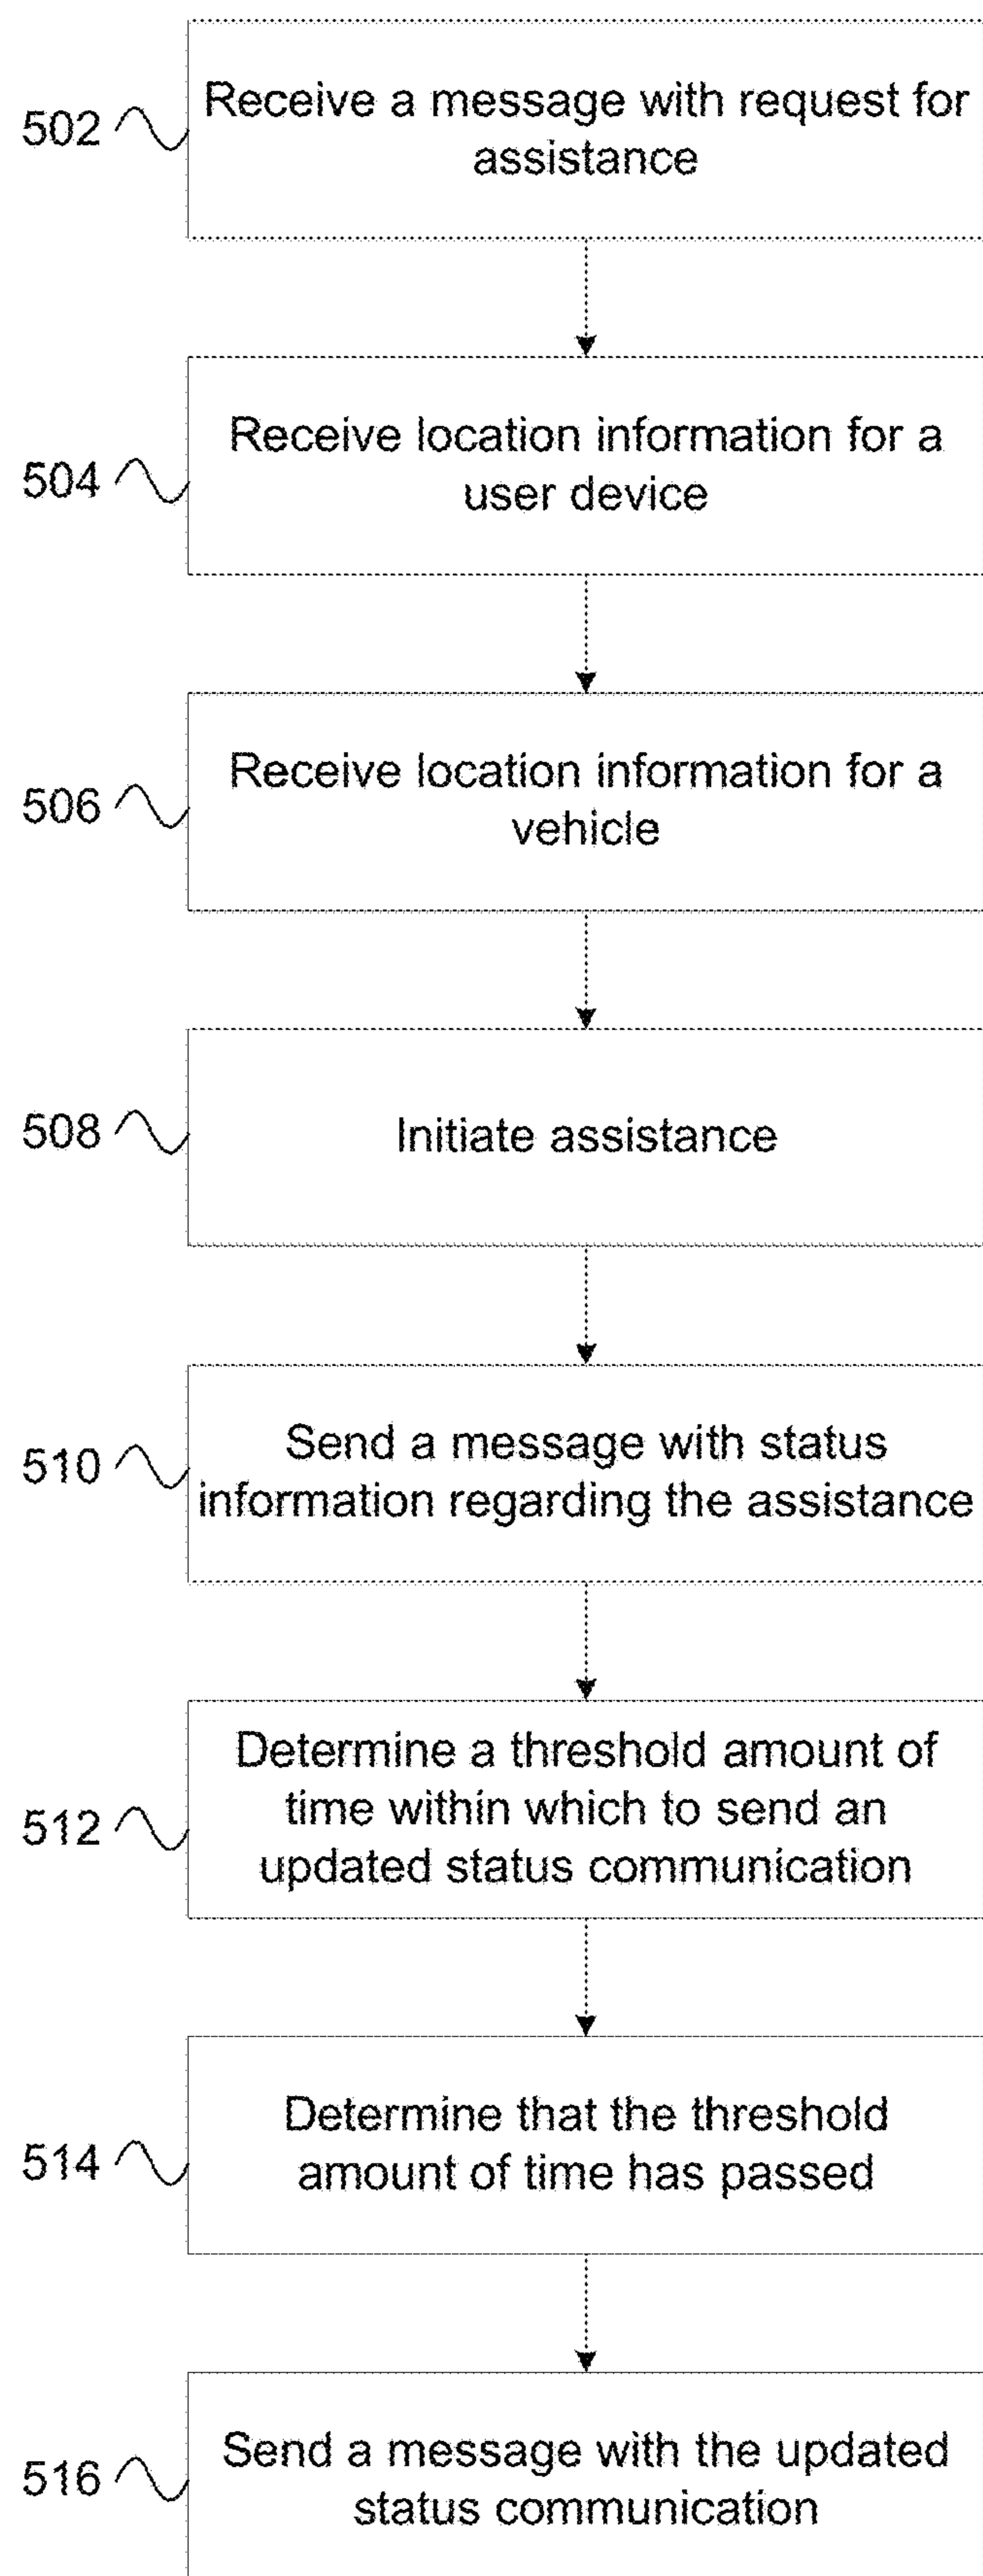 502
Receive a message with request for
assistance
504
Receive location information for a
user device
506
Receive location information for a
vehicle
508
Initiate assistance
510
Send a message with status
information regarding the assistance
512
Determine a threshold amount of
time within which to send an
updated status communication
514
Determine that the threshold
amount of time has passed
516
Send a message with the updated
status communication